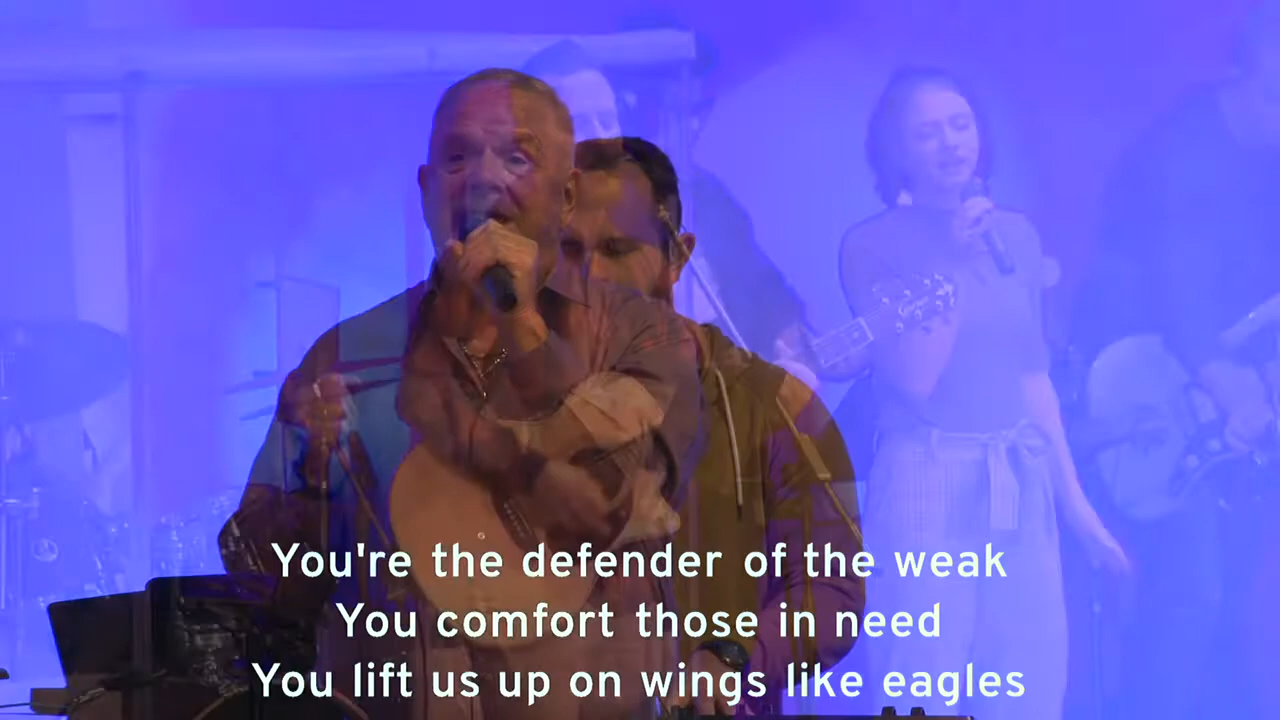 You're the defender of the weak
You comfort those in need
You lift us up on wings like eagles